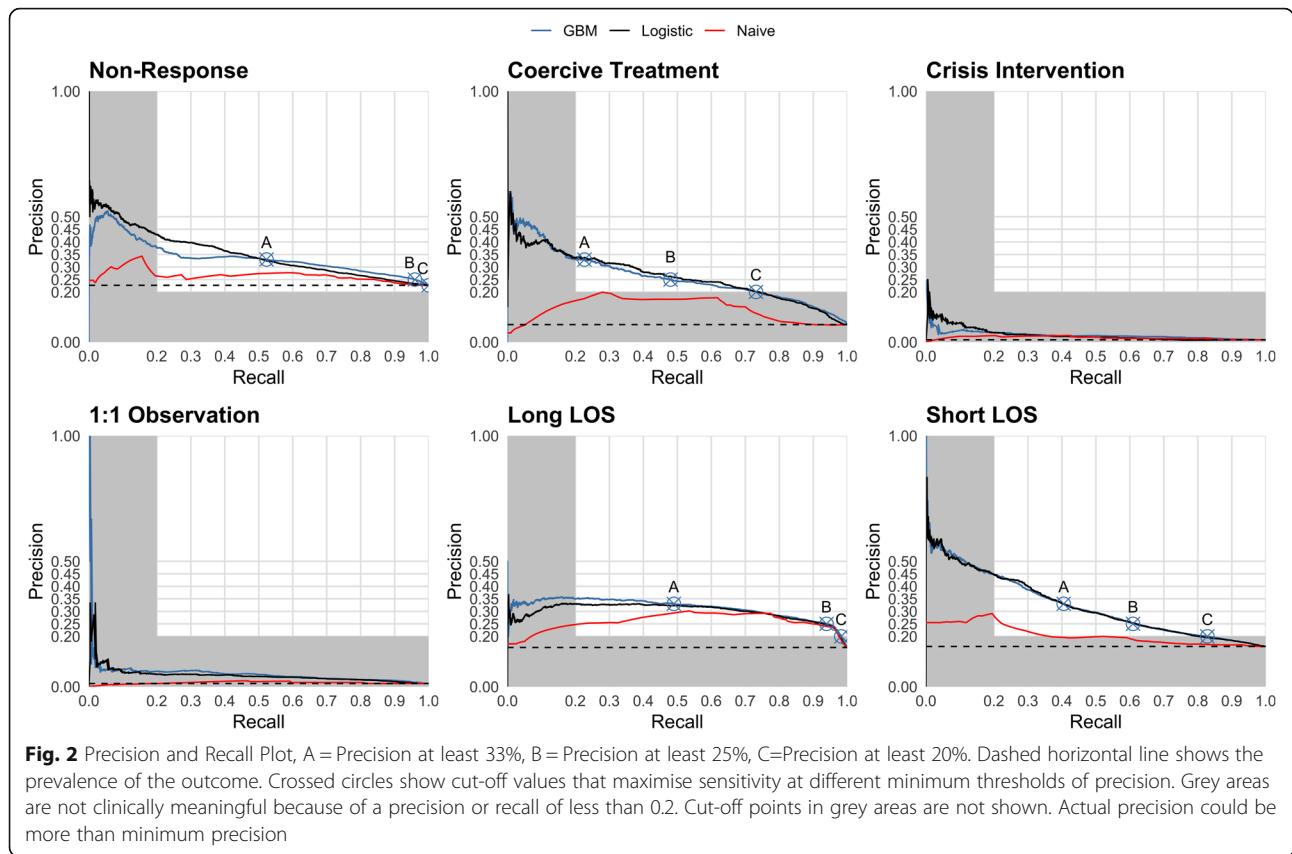 GBM Logistic Naive
Non-Response
Coercive Treatment
Crisis Intervention
1.00
0.50
0.45
0.40
0.35
0.30
0.25
0.20
0.00
Precision
A
B
C
0.0 0.2 0.3 0.4 0.5 0.6 0.7 0.8 0.9 1.0
Recall
1.00
0.50
0.45
0.40
0.35
0.30
0.25
0.20
0.00
Precision
A
B
C
0.0 0.2 0.3 0.4 0.5 0.6 0.7 0.8 0.9 1.0
Recall
1.00
0.50
0.45
0.40
0.35
0.30
0.25
0.20
0.00
Precision
0.0 0.2 0.3 0.4 0.5 0.6 0.7 0.8 0.9 1.0
Recall
1:1 Observation
Long LOS
Short LOS
1.00
0.50
0.45
0.40
0.35
0.30
0.25
0.20
0.00
Precision
0.0 0.2 0.3 0.4 0.5 0.6 0.7 0.8 0.9 1.0
Recall
1.00
0.50
0.45
0.40
0.35
0.30
0.25
0.20
0.00
Precision
A
B
C
0.0 0.2 0.3 0.4 0.5 0.6 0.7 0.8 0.9 1.0
Recall
1.00
0.50
0.45
0.40
0.35
0.30
0.25
0.20
0.00
Precision
A
B
C
0.0 0.2 0.3 0.4 0.5 0.6 0.7 0.8 0.9 1.0
Recall
Fig. 2 Precision and Recall Plot, A = Precision at least 33%, B = Precision at least 25%, C=Precision at least 20%. Dashed horizontal line shows the
prevalence of the outcome. Crossed circles show cut-off values that maximise sensitivity at different minimum thresholds of precision. Grey areas
are not clinically meaningful because of a precision or recall of less than 0.2. Cut-off points in grey areas are not shown. Actual precision could be
more than minimum precision